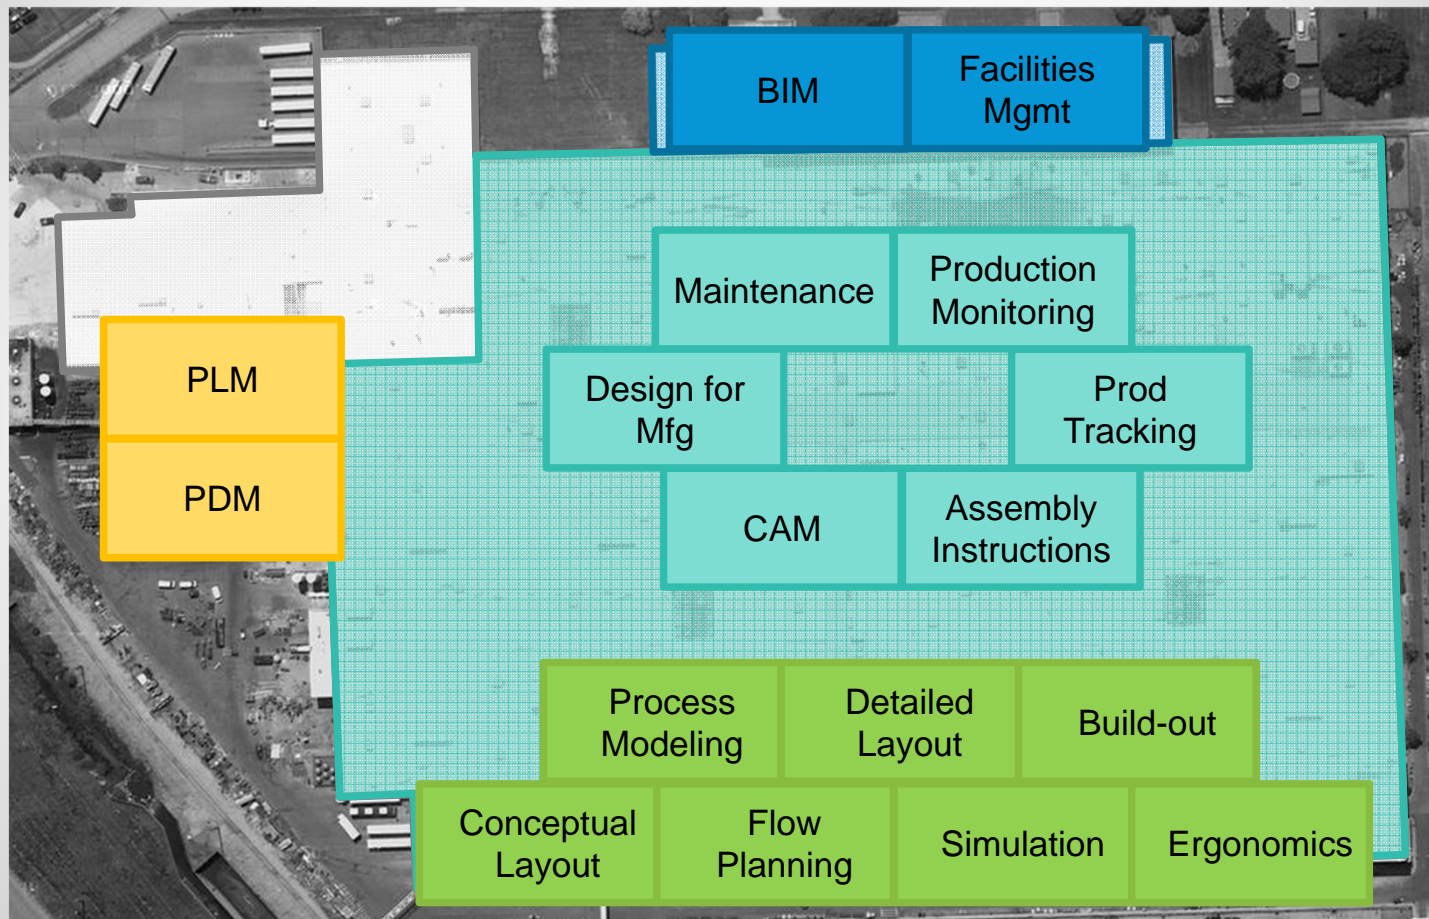 BIM
Facilities
Mgmt
Maintenance
Production
Monitoring
PLM
Design for
Mfg
Prod
Tracking
PDM
CAM
Assembly
Instructions
Process
Modeling
Detailed
Layout
Build-out
Conceptual
Layout
Flow
Planning
Simulation
Ergonomics